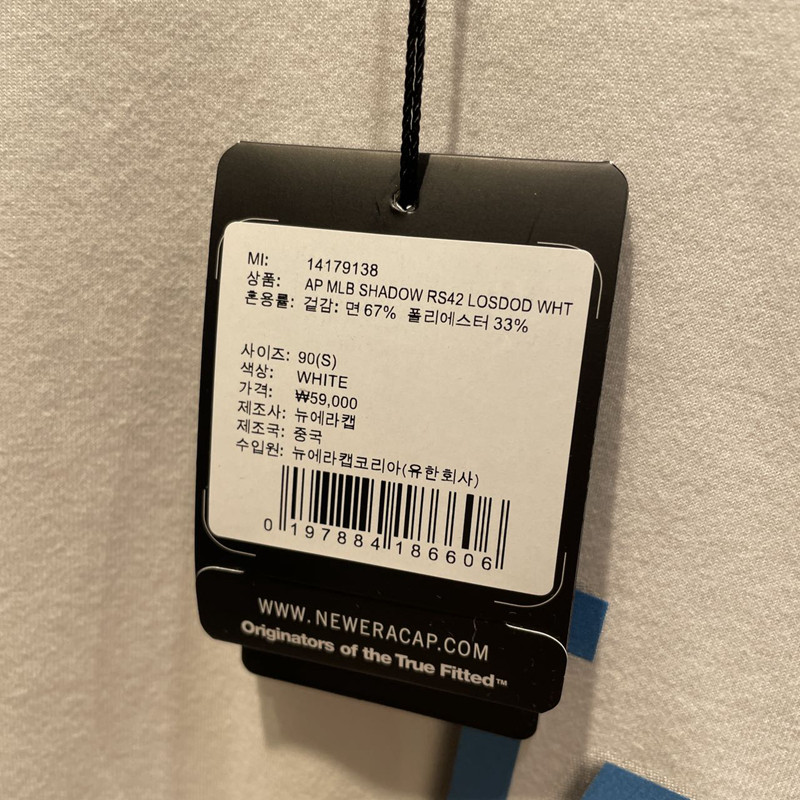 MI: 14179138
상품: AP MLB SHADOW RS42 LOSDOD WHT
혼용률: 겉감: 면 67% 폴리에스터 33%
사이즈: 90(S)
색상: WHITE
가격: ₩59,000
제조사: 뉴에라캡
제조국: 중국
수입원: 뉴에라캡코리아(유한회사)
0 197884 186606
WWW.NEWERACAP.COM
Originators of the True Fitted™